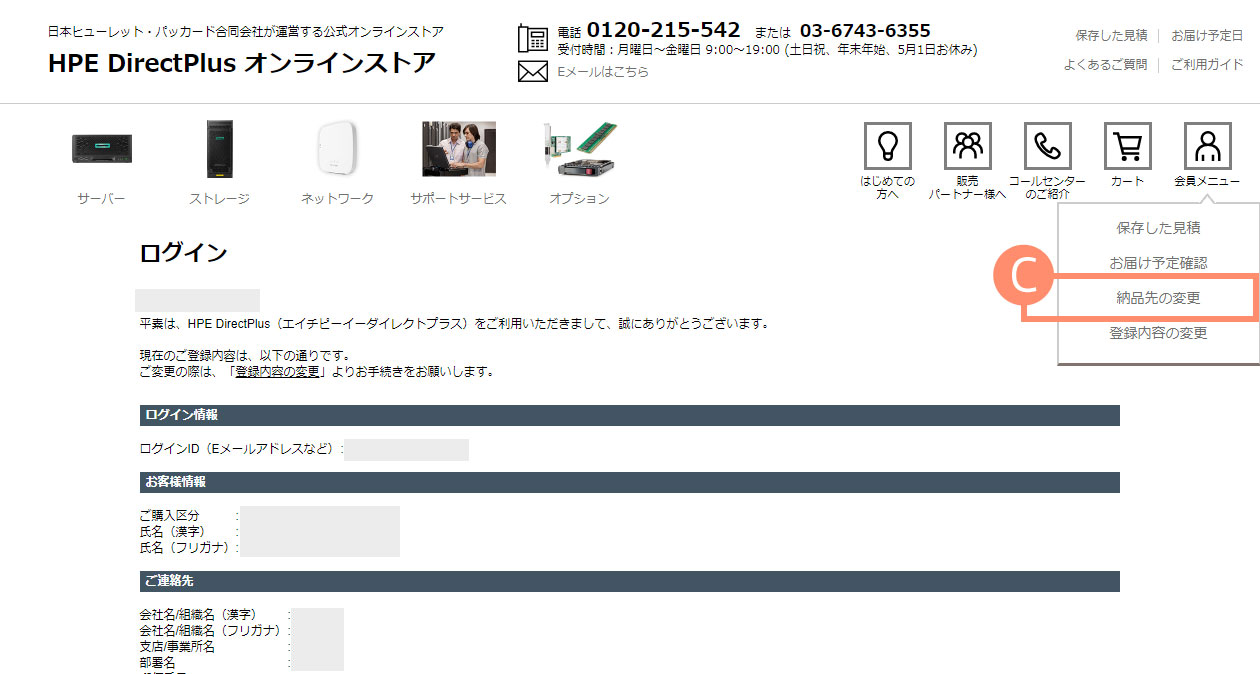 日本ヒューレット・パッカード合同会社が運営する公式オンラインストア
HPE DirectPlus オンラインストア
電話 0120-215-542 または 03-6743-6355
受付時間：月曜日～金曜日 9:00～19:00 (土日祝、年末年始、5月1日お休み)
Eメールはこちら
保存した見積
お届け予定日
よくあるご質問
ご利用ガイド
サーバー
ストレージ
ネットワーク
サポートサービス
オプション
はじめての
方へ
販売
パートナー様へ
コールセンター
のご紹介
カート
会員メニュー
保存した見積
お届け予定確認
C
納品先の変更
登録内容の変更
ログイン
平素は、HPE DirectPlus（エイチピーイーダイレクトプラス）をご利用いただきまして、誠にありがとうございます。
現在のご登録内容は、以下の通りです。
ご変更の際は、「登録内容の変更」よりお手続きをお願いします。
ログイン情報
ログインID（Eメールアドレスなど）:
お客様情報
ご購入区分 :
氏名（漢字） :
氏名（フリガナ）:
ご連絡先
会社名/組織名（漢字） :
会社名/組織名（フリガナ） :
支店/事業所名 :
部署名 :